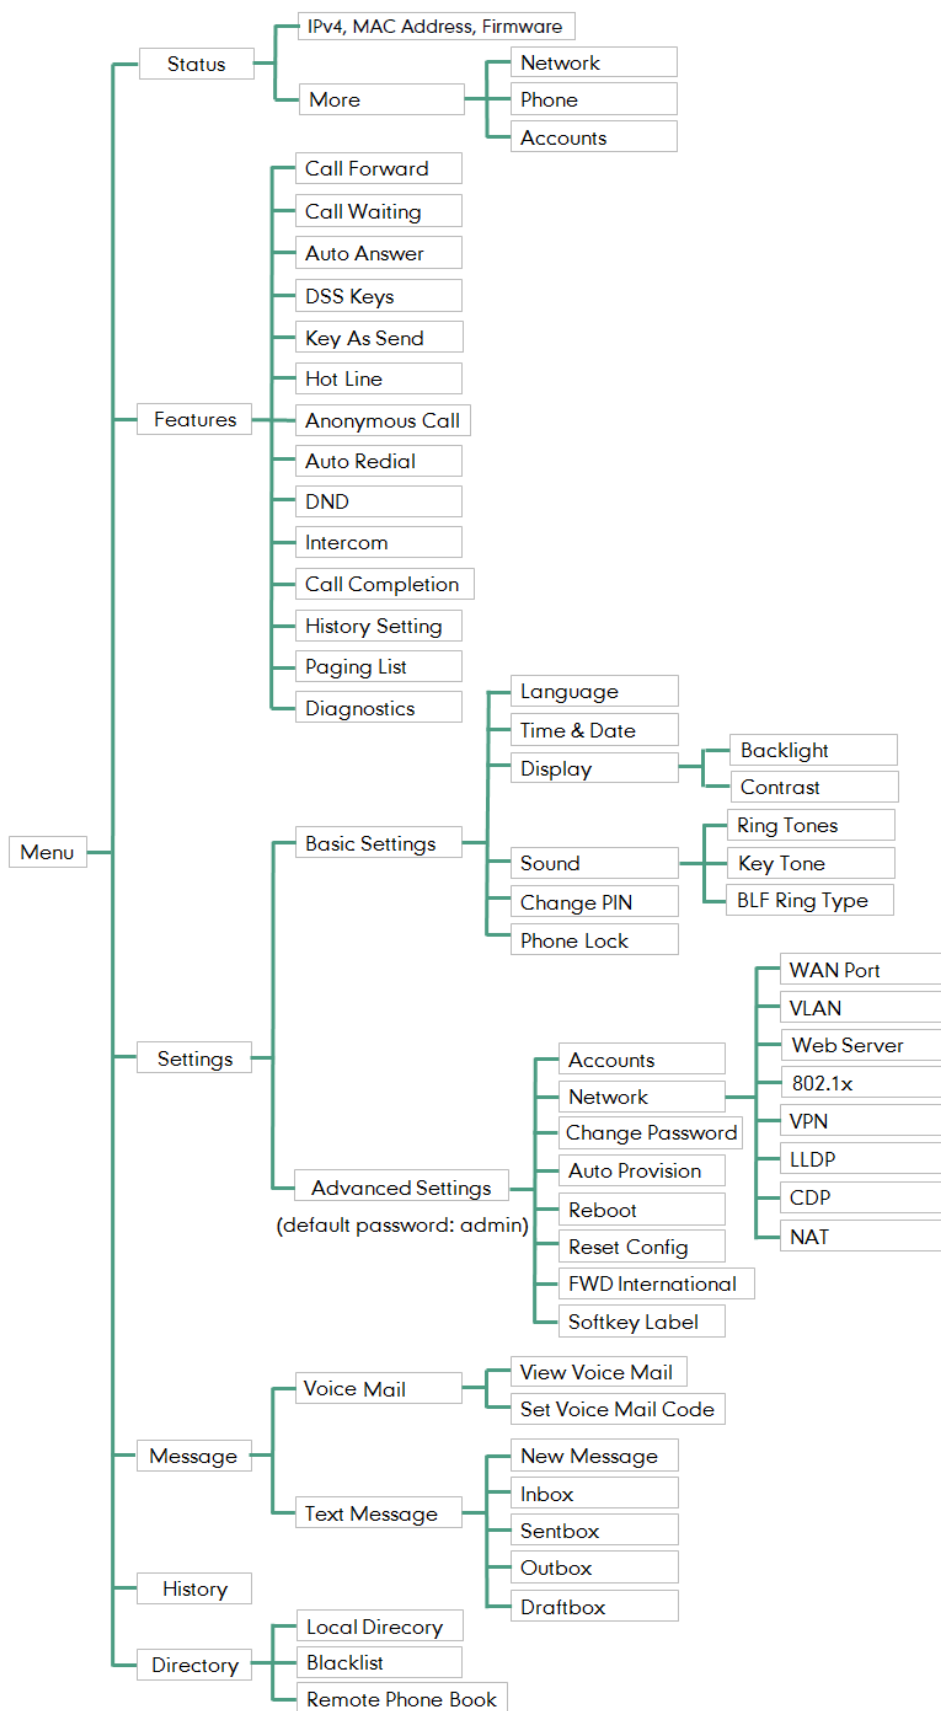 IPv4, MAC Address, Firmware
Status
Network
More
Phone
Accounts
Call Forward
Call Waiting
Auto Answer
DSS Keys
Key As Send
Hot Line
Features
Anonymous Call
Auto Redial
DND
Intercom
Call Completion
History Setting
Paging List
Diagnostics
Language
Time & Date
Display
Backlight
Contrast
Menu
Basic Settings
Sound
Ring Tones
Key Tone
BLF Ring Type
Change PIN
Phone Lock
Settings
Accounts
Network
WAN Port
VLAN
Web Server
802.1x
VPN
LLDP
CDP
NAT
Change Password
Auto Provision
Advanced Settings
(default password: admin)
Reboot
Reset Config
FWD International
Softkey Label
Message
Voice Mail
View Voice Mail
Set Voice Mail Code
Text Message
New Message
Inbox
Sentbox
Outbox
Draftbox
History
Directory
Local Direcory
Blacklist
Remote Phone Book